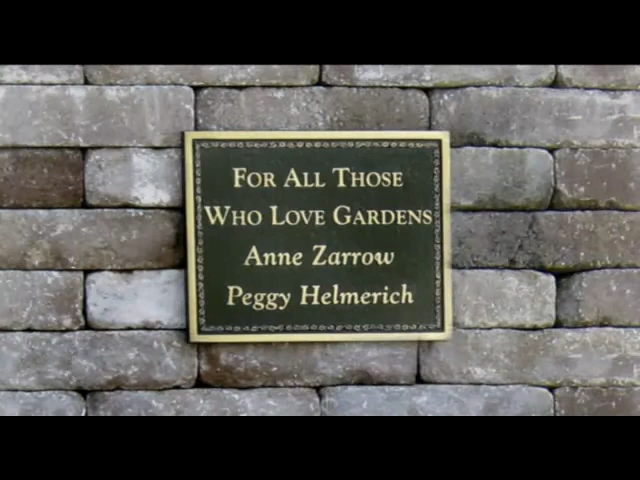 FOR ALL THOSE
WHO LOVE GARDENS
Anne Zarrow
Peggy Helmerich